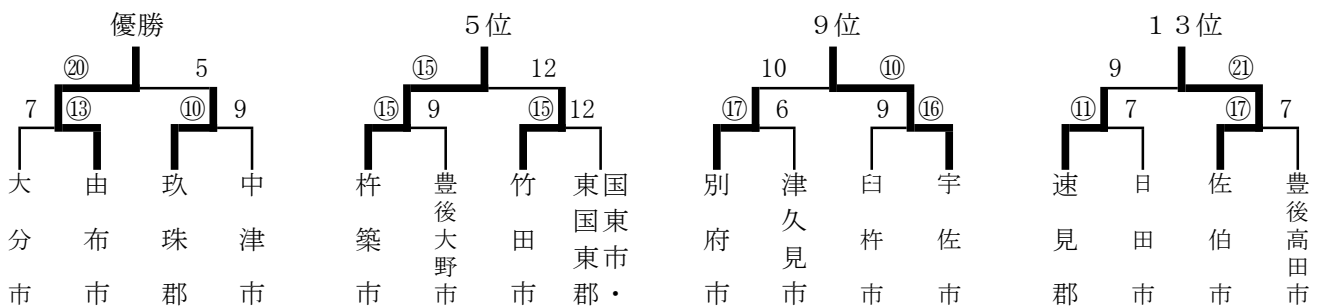 優勝
５位
９位
１３位
⑳ 5
⑮ 12
10 ⑩
9 ㉑
7 ⑬ ⑩ 9
⑮ 9 ⑮ 12
⑰ 6 9 ⑯
⑪ 7 ⑰ 7
大分市
由布市
玖珠郡
中津市
杵築市
豊後大野市
竹田市
国東市・
東国東郡
別府市
津久見市
臼杵市
宇佐市
速見郡
日田市
佐伯市
豊後高田市